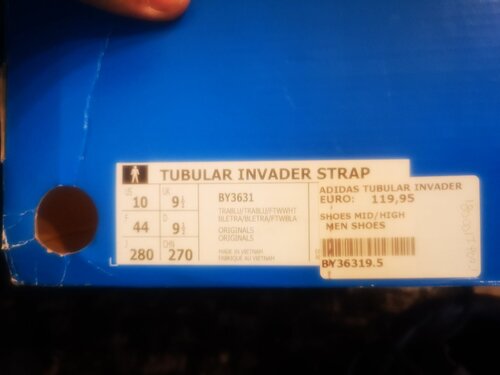 TUBULAR INVADER STRAP
US 10 UK 9½
F 44 D 9½
J 280 CHN 270
BY3631
TRABLU/TRABLU/FTWWHT
BLETRA/BLETRA/FTWBLA
ORIGINALS
ORIGINALS
MADE IN VIETNAM
FABRIQUE AU VIETNAM
ADIDAS TUBULAR INVADER
EURO: 119,95
SHOES MID/HIGH
MEN SHOES
BY36319.5